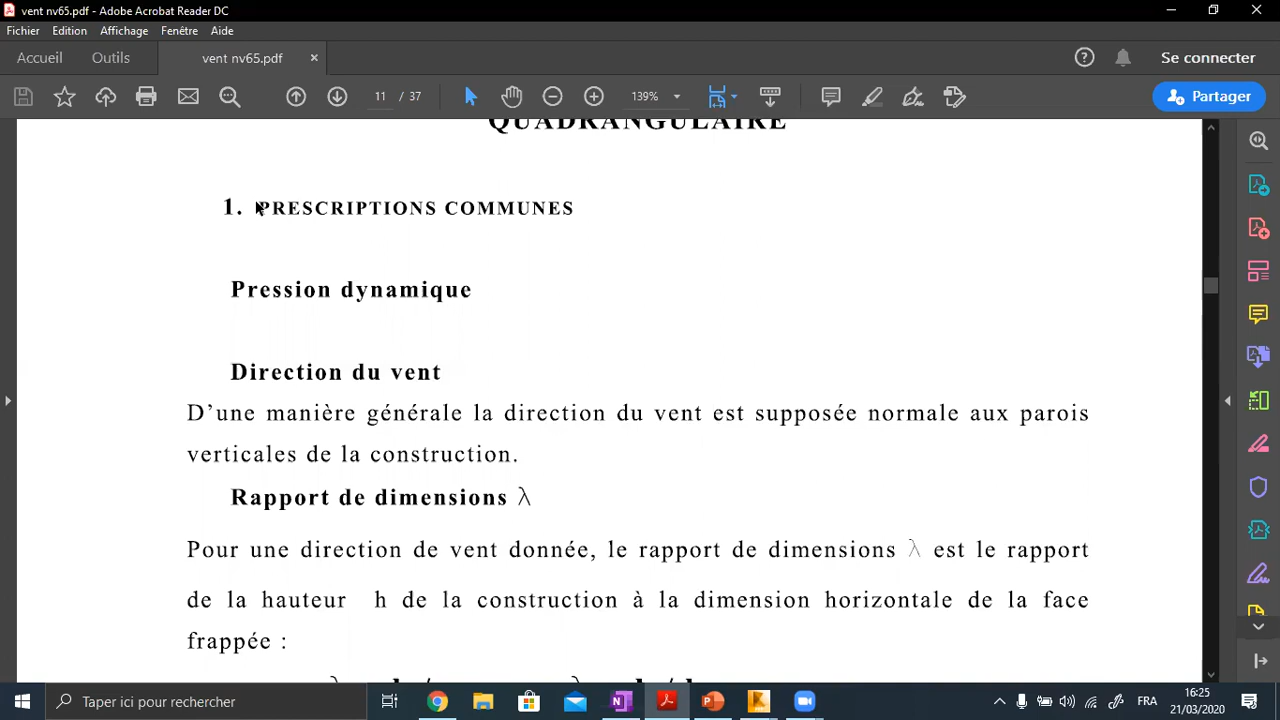 vent nv65.pdf - Adobe Acrobat Reader DC
Fichier Edition Affichage Fenêtre Aide
Accueil Outils vent nv65.pdf × ? Se connecter
11 / 37 139% Partager
QUADRANGULAIRE
1. PRESCRIPTIONS COMMUNES
Pression dynamique
Direction du vent
D’une manière générale la direction du vent est supposée normale aux parois
verticales de la construction.
Rapport de dimensions λ
Pour une direction de vent donnée, le rapport de dimensions λ est le rapport
de la hauteur h de la construction à la dimension horizontale de la face
frappée :
Taper ici pour rechercher
FRA
16:25
21/03/2020